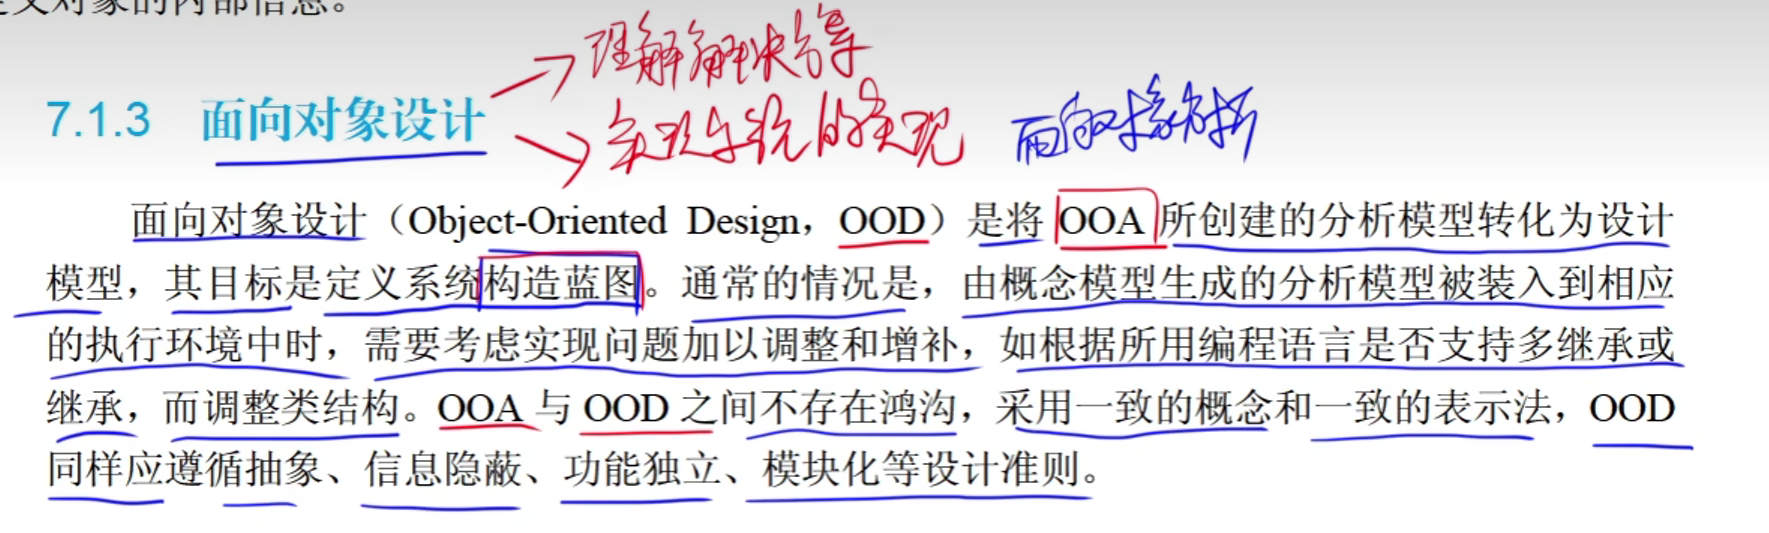 定义对象的内部信息。
理解解决方案
实现系统的实现
7.1.3 面向对象设计
面向对象分析
面向对象设计（Object-Oriented Design，OOD）是将 OOA 所创建的分析模型转化为设计
模型，其目标是定义系统构造蓝图。通常的情况是，由概念模型生成的分析模型被装入到相应
的执行环境中时，需要考虑实现问题加以调整和增补，如根据所用编程语言是否支持多继承或
继承，而调整类结构。OOA 与 OOD 之间不存在鸿沟，采用一致的概念和一致的表示法，OOD
同样应遵循抽象、信息隐蔽、功能独立、模块化等设计准则。